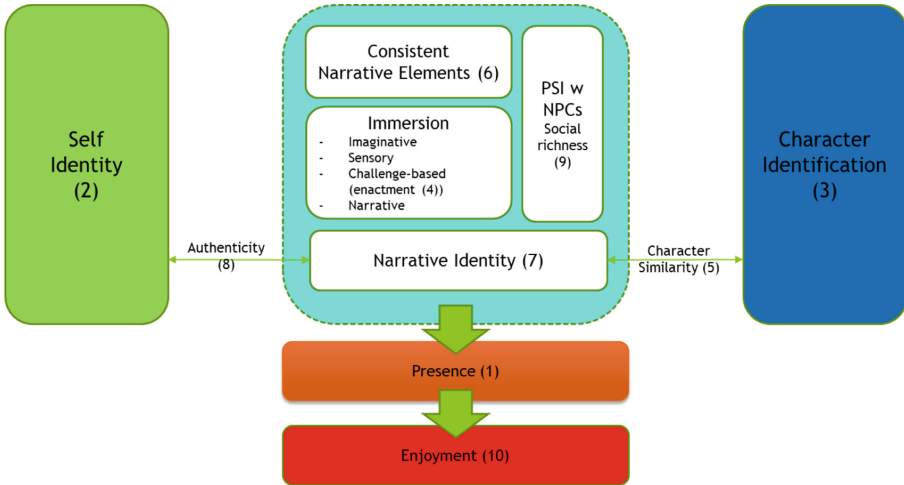 Self
Identity
(2)
Consistent
Narrative Elements (6)
Immersion
- Imaginative
- Sensory
- Challenge-based
(enactment (4))
- Narrative
PSI w
NPCs
Social
richness
(9)
Character
Identification
(3)
Authenticity
(8)
Narrative Identity (7)
Character
Similarity (5)
Presence (1)
Enjoyment (10)